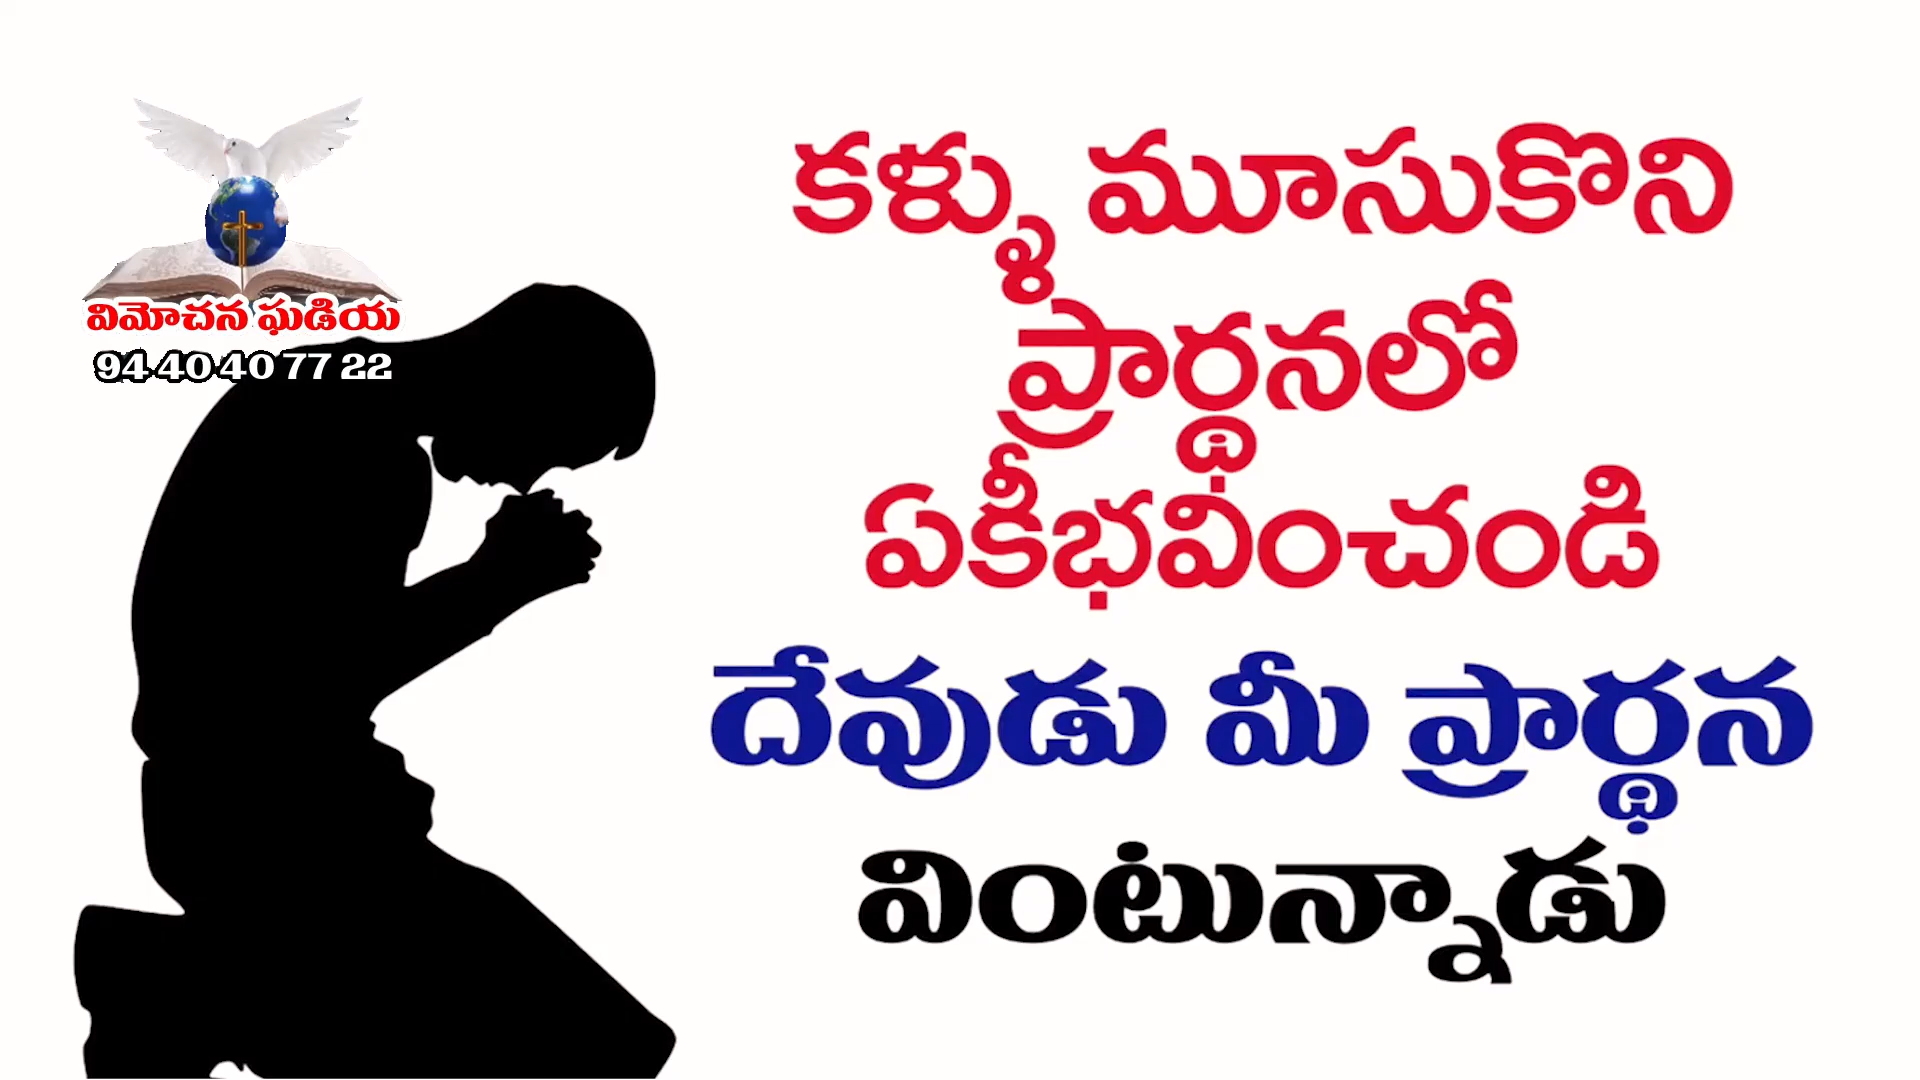 విమోచన ఘడియ
94 40 40 77 22
కళ్ళు మూసుకొని
ప్రార్థనలో
ఏకీభవించండి
దేవుడు మీ ప్రార్థన
వింటున్నాడు